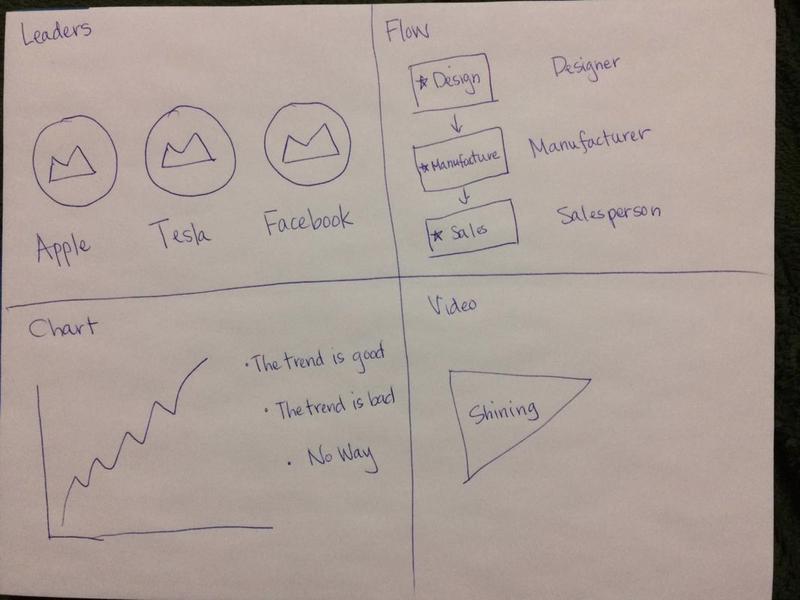 Leaders
Apple
Tesla
Facebook
Flow
* Design
Designer
* Manufacture
Manufacturer
* Sales
Salesperson
Chart
• The trend is good
• The trend is bad
• No Way
Video
Shining